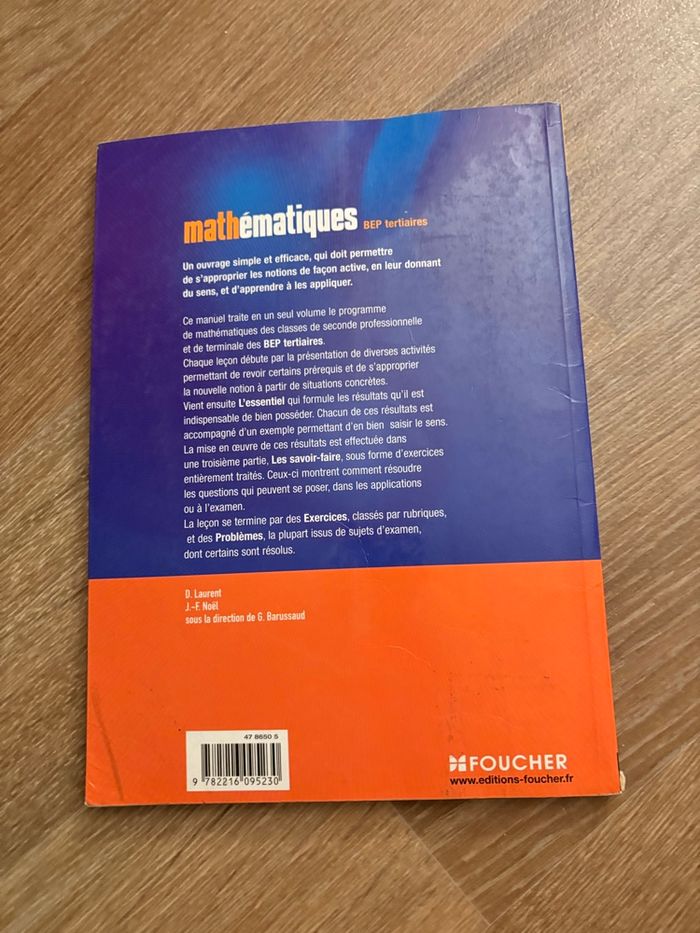 mathématiques BEP tertiaires
Un ouvrage simple et efficace, qui doit permettre
de s'approprier les notions de façon active, en leur donnant
du sens, et d'apprendre à les appliquer.
Ce manuel traite en un seul volume le programme
de mathématiques des classes de seconde professionnelle
et de terminale des BEP tertiaires.
Chaque leçon débute par la présentation de diverses activités
permettant de revoir certains prérequis et de s'approprier
la nouvelle notion à partir de situations concrètes.
Vient ensuite L'essentiel qui formule les résultats qu'il est
indispensable de bien posséder. Chacun de ces résultats est
accompagné d'un exemple permettant d'en bien saisir le sens.
La mise en œuvre de ces résultats est effectuée dans
une troisième partie, Les savoir-faire, sous forme d'exercices
entièrement traités. Ceux-ci montrent comment résoudre
les questions qui peuvent se poser, dans les applications
ou à l'examen.
La leçon se termine par des Exercices, classés par rubriques,
et des Problèmes, la plupart issus de sujets d'examen,
dont certains sont résolus.
D. Laurent
J.-F. Noël
sous la direction de G. Barussaud
47 8650 5
9 782216 095230
FOUCHER
www.editions-foucher.fr